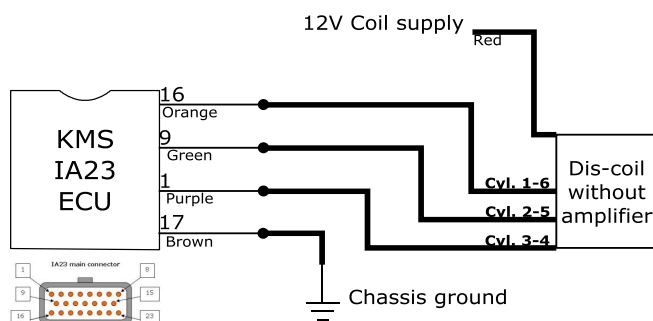 12V Coil supply
Red
KMS
IA23
ECU
16
Orange
9
Green
1
Purple
17
Brown
Cyl. 1-6
Cyl. 2-5
Cyl. 3-4
Dis-coil
without
amplifier
Chassis ground
IA23 main connector
1
8
9
15
16
23